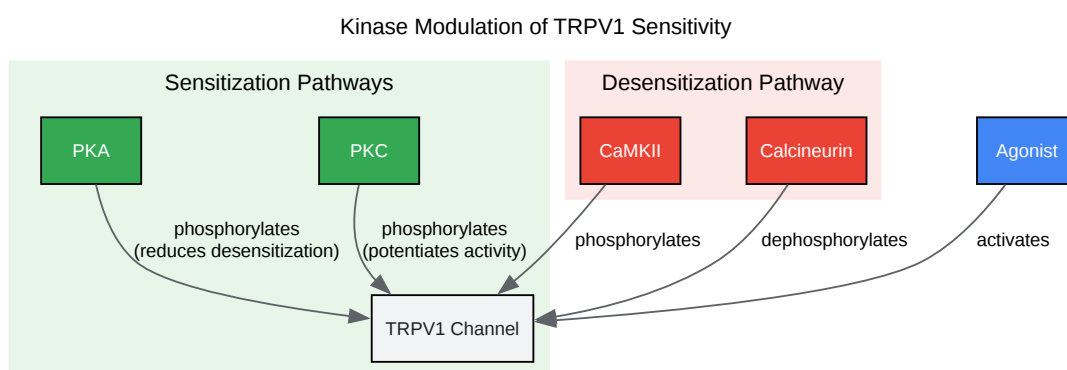 Kinase Modulation of TRPV1 Sensitivity
Sensitization Pathways
Desensitization Pathway
PKA
PKC
CaMKII
Calcineurin
Agonist
phosphorylates
(reduces desensitization)
phosphorylates
(potentiates activity)
phosphorylates
dephosphorylates
activates
TRPV1 Channel